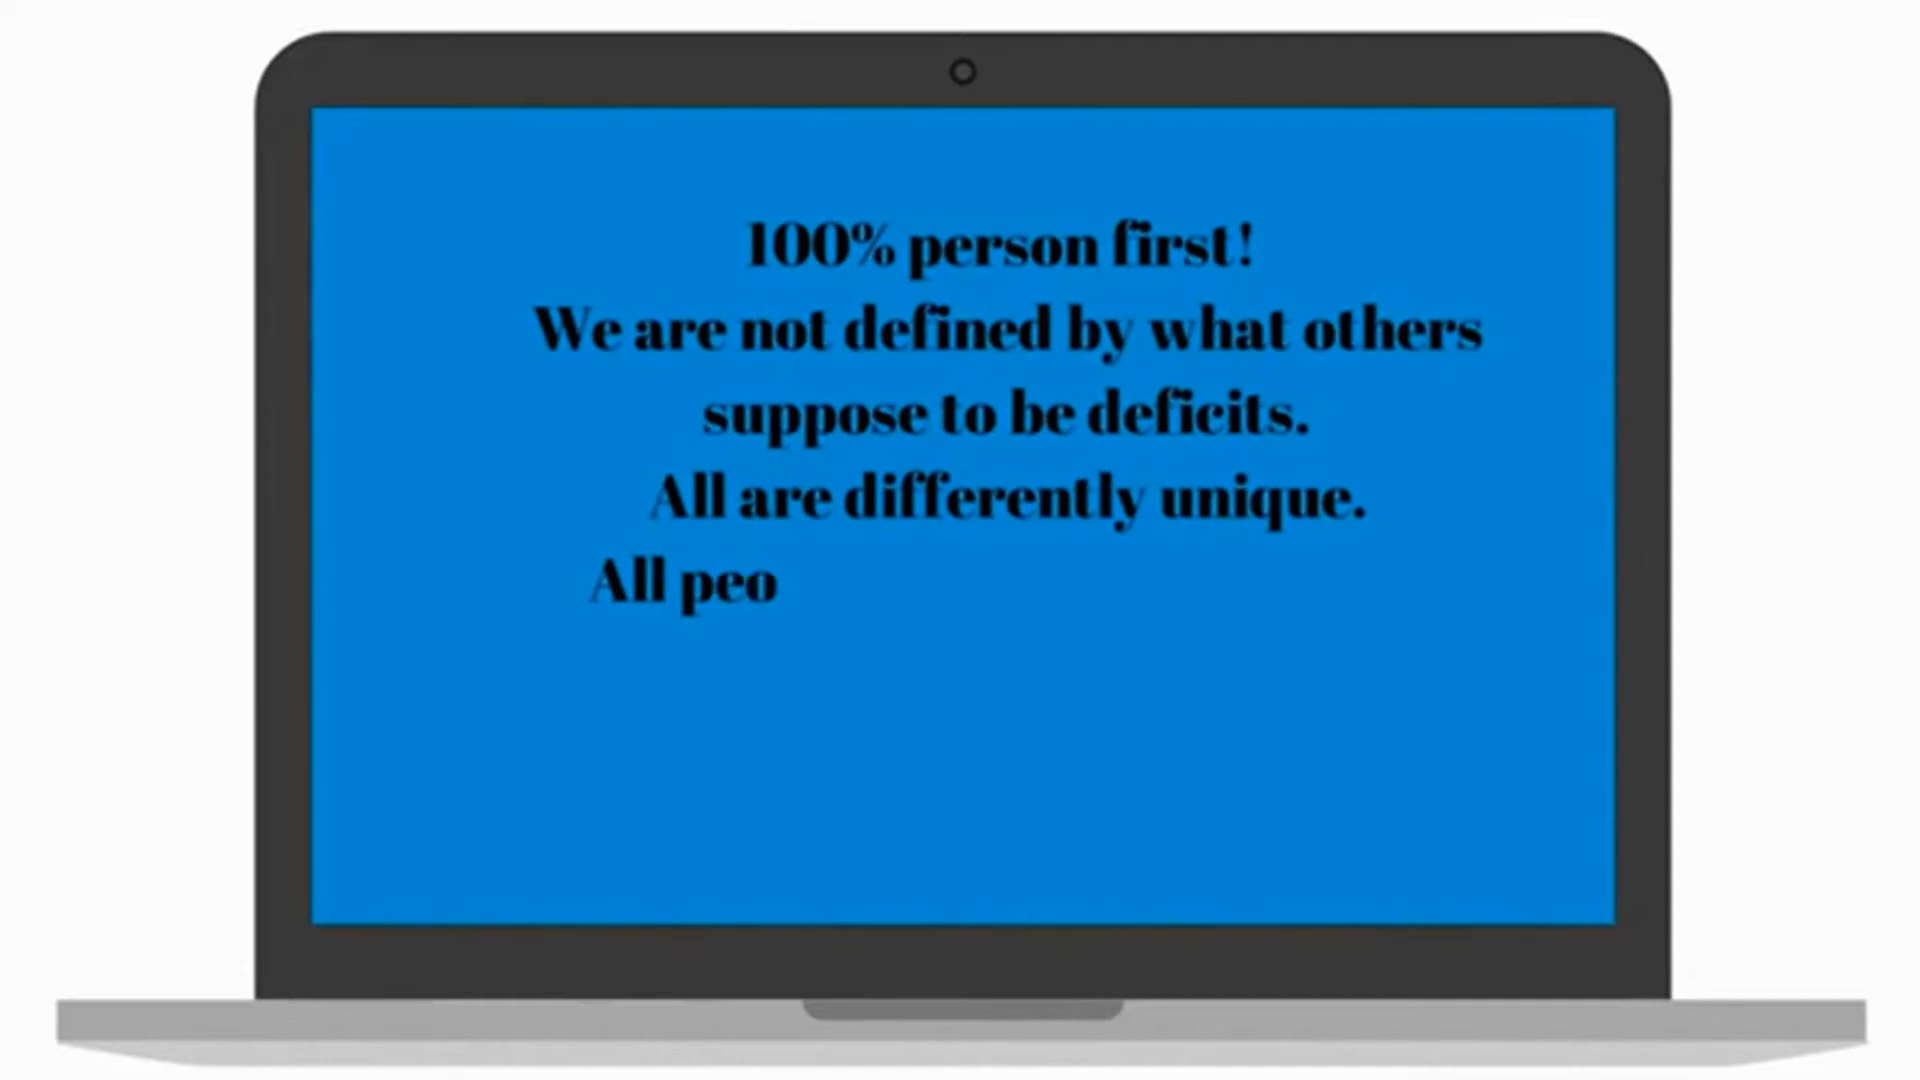 100% person first!
We are not defined by what others
suppose to be deficits.
All are differently unique.
All peo